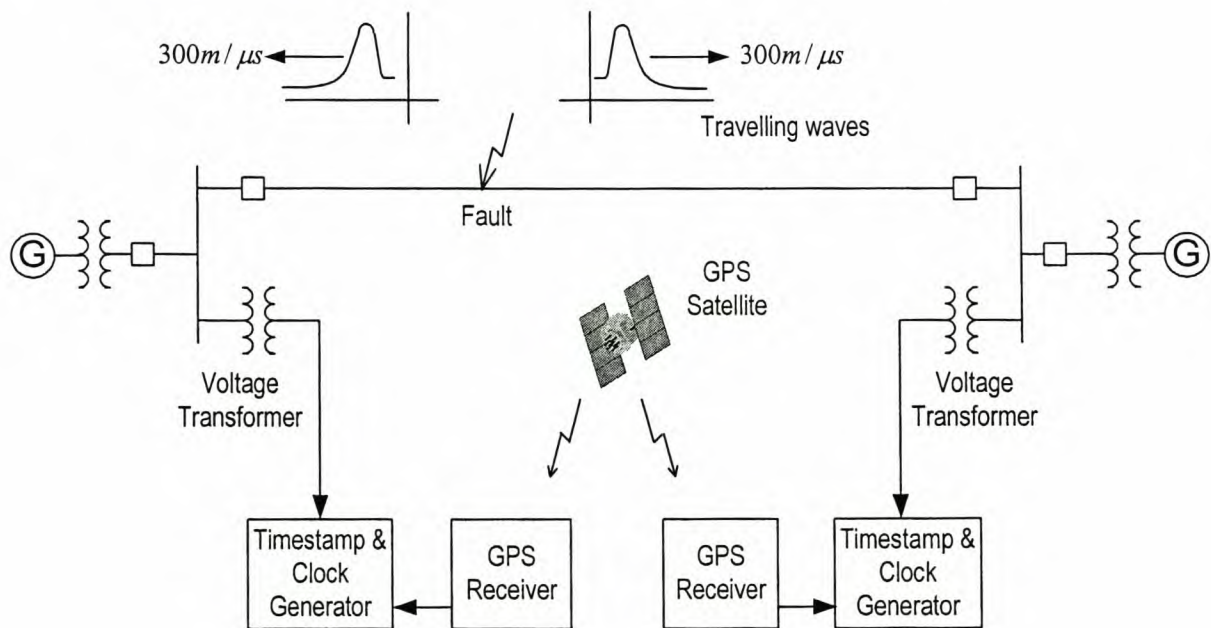 300m / μs
300m / μs
Travelling waves
Fault
G
G
GPS
Satellite
Voltage
Transformer
Voltage
Transformer
Timestamp &
Clock
Generator
GPS
Receiver
GPS
Receiver
Timestamp &
Clock
Generator